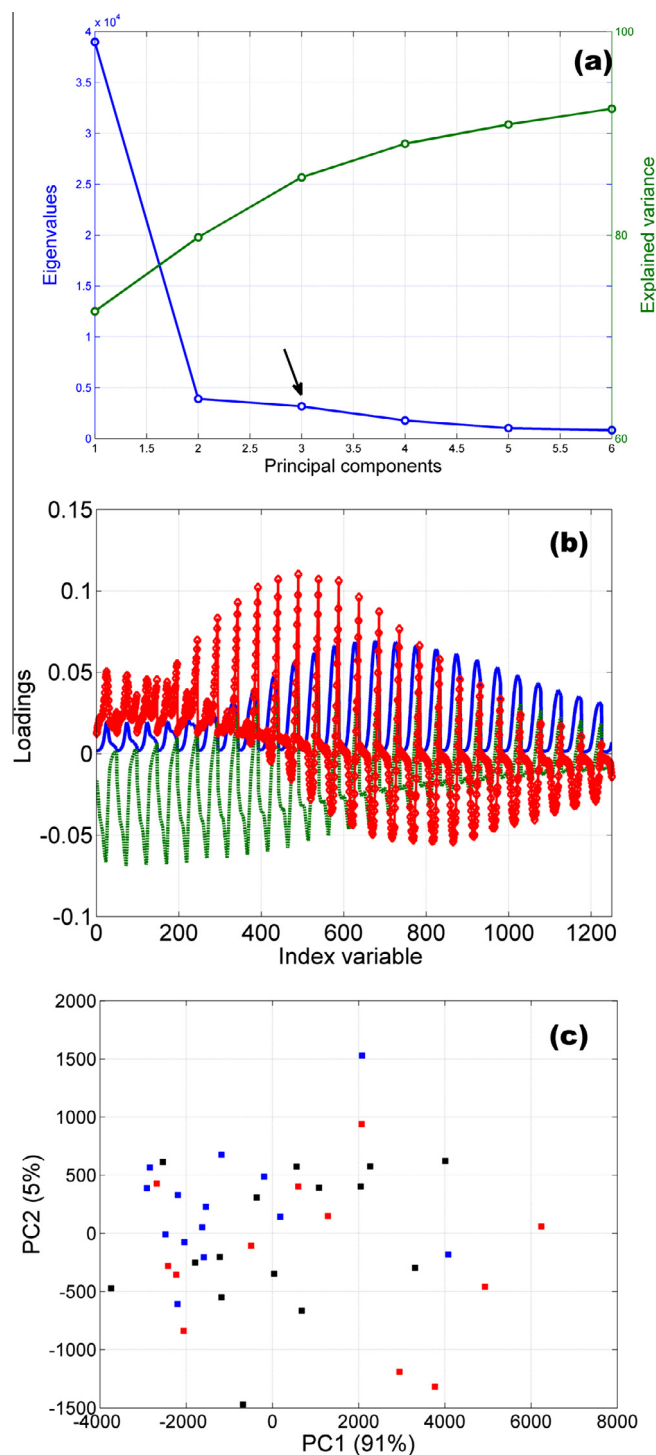 x 10⁴
4
3.5
3
2.5
2
1.5
1
0.5
0
Eigenvalues
100
80
60
Explained variance
(a)
1 1.5 2 2.5 3 3.5 4 4.5 5 5.5 6
Principal components
0.15
0.1
0.05
0
-0.05
-0.1
Loadings
(b)
0 200 400 600 800 1000 1200
Index variable
2000
1500
1000
500
0
-500
-1000
-1500
PC2 (5%)
(c)
-4000 -2000 0 2000 4000 6000 8000
PC1 (91%)